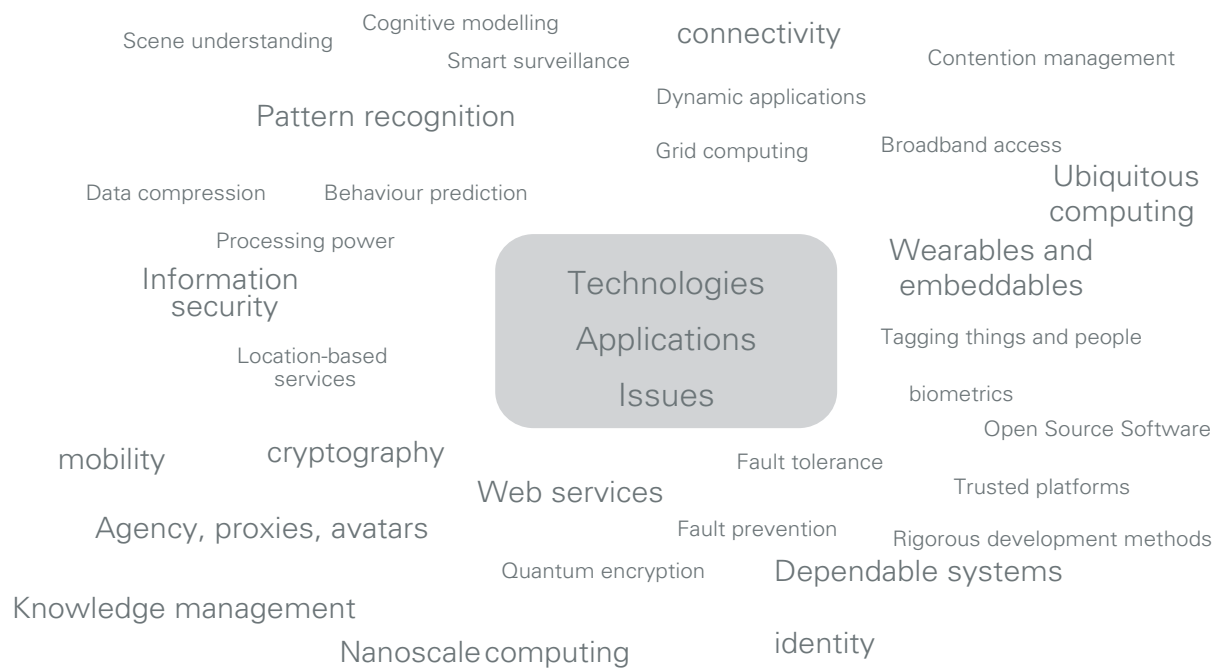 Cognitive modelling
Scene understanding
connectivity
Smart surveillance
Contention management
Dynamic applications
Pattern recognition
Grid computing
Broadband access
Ubiquitous
computing
Data compression
Behaviour prediction
Processing power
Wearables and
embeddables
Information
security
Technologies
Applications
Issues
Tagging things and people
Location-based
services
biometrics
Open Source Software
mobility
cryptography
Fault tolerance
Web services
Trusted platforms
Agency, proxies, avatars
Fault prevention
Rigorous development methods
Quantum encryption
Dependable systems
Knowledge management
Nanoscale computing
identity